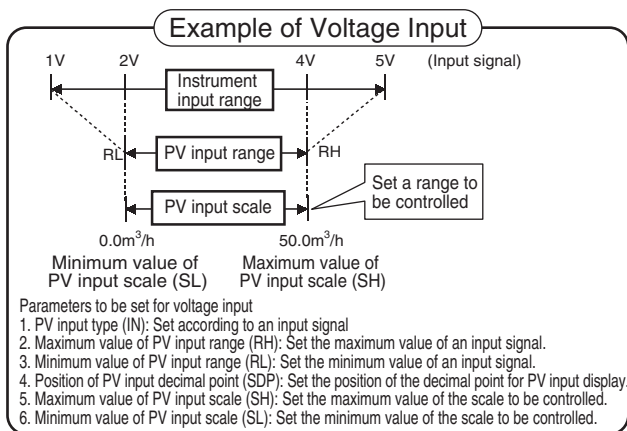 Example of Voltage Input
1V 2V 4V 5V (Input signal)
Instrument
input range
RL PV input range RH
Set a range to
be controlled
PV input scale
0.0m³/h 50.0m³/h
Minimum value of Maximum value of
PV input scale (SL) PV input scale (SH)
Parameters to be set for voltage input
1. PV input type (IN): Set according to an input signal
2. Maximum value of PV input range (RH): Set the maximum value of an input signal.
3. Minimum value of PV input range (RL): Set the minimum value of an input signal.
4. Position of PV input decimal point (SDP): Set the position of the decimal point for PV input display.
5. Maximum value of PV input scale (SH): Set the maximum value of the scale to be controlled.
6. Minimum value of PV input scale (SL): Set the minimum value of the scale to be controlled.